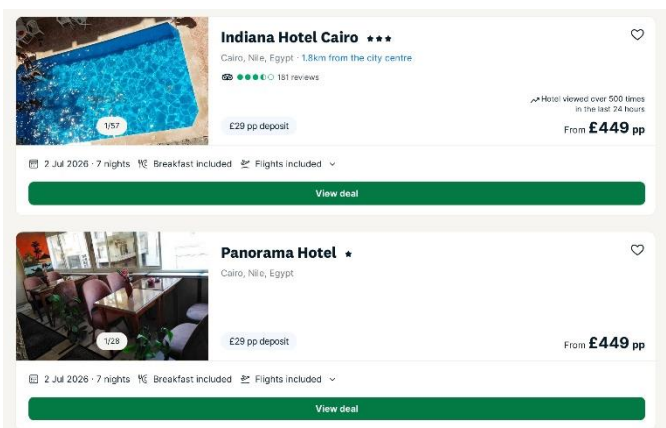 Indiana Hotel Cairo
Cairo, Nile, Egypt · 1.8km from the city centre
181 reviews
Hotel viewed over 500 times
in the last 24 hours
1/57
£29 pp deposit
From £449 pp
2 Jul 2026 · 7 nights Breakfast included Flights included
View deal
Panorama Hotel
Cairo, Nile, Egypt
1/28
£29 pp deposit
From £449 pp
2 Jul 2026 · 7 nights Breakfast included Flights included
View deal